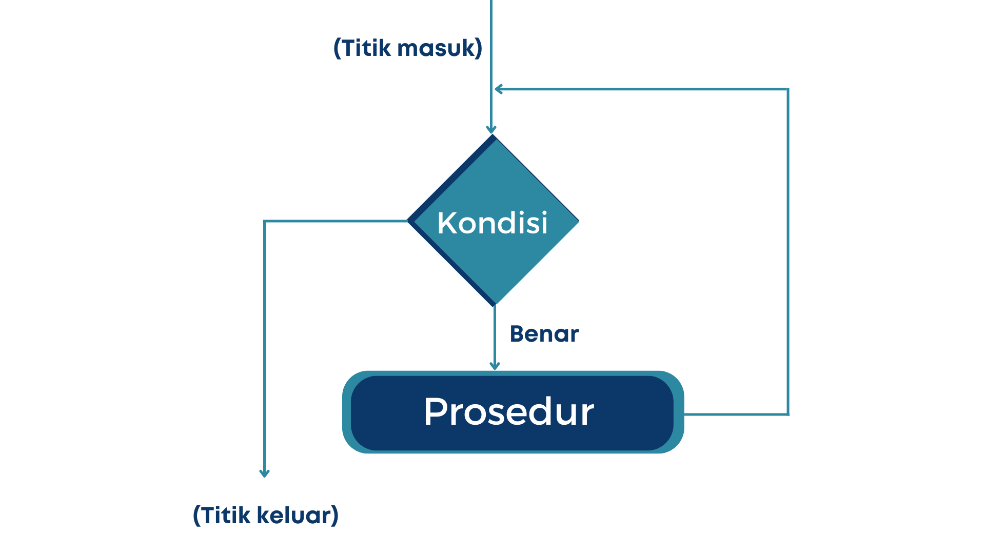 (Titik masuk)
Kondisi
Benar
Prosedur
(Titik keluar)